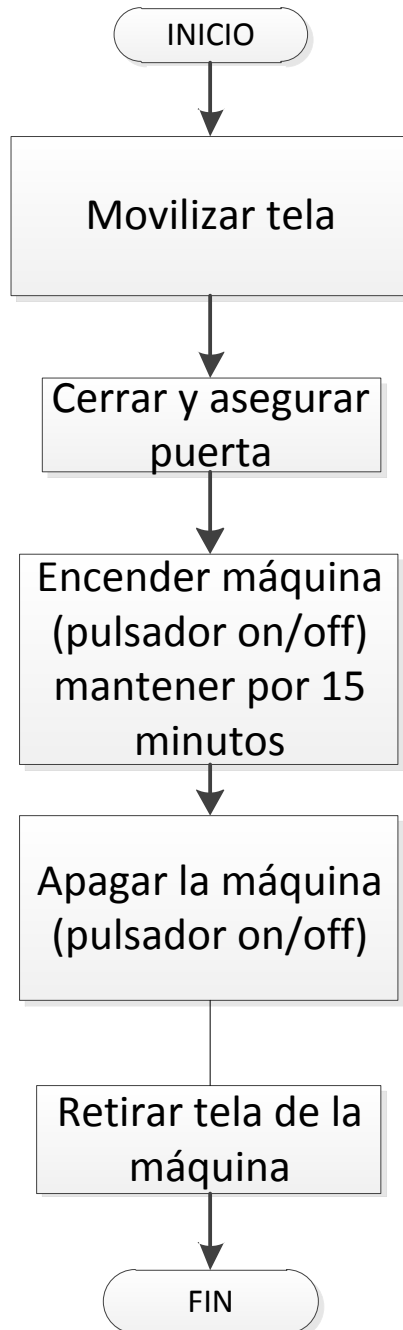 INICIO
Movilizar tela
Cerrar y asegurar
puerta
Encender máquina
(pulsador on/off)
mantener por 15
minutos
Apagar la máquina
(pulsador on/off)
Retirar tela de la
máquina
FIN